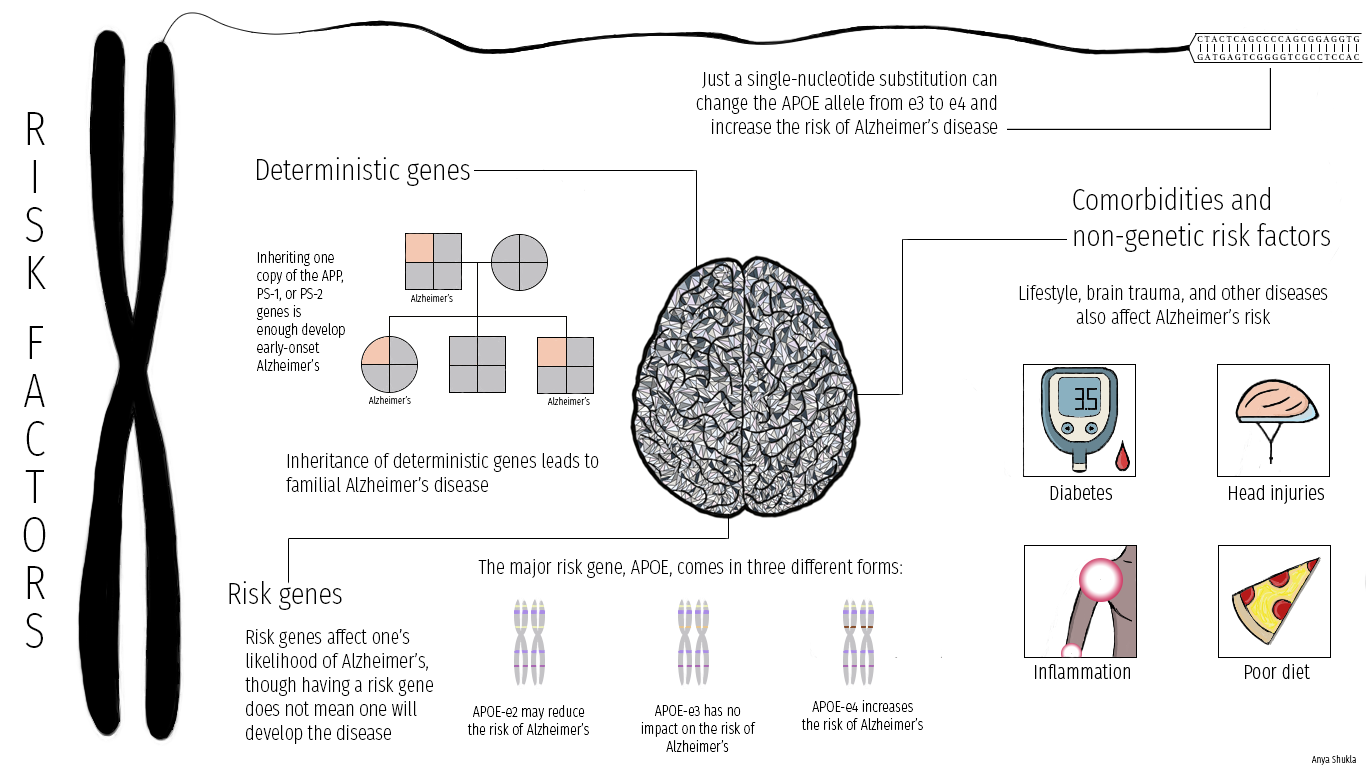 RISK FACTORS
CTACTCAGCCCCAGCGGAGGTG
GATGAGTCGGGGTCGCCTCCAC
Just a single-nucleotide substitution can
change the APOE allele from e3 to e4 and
increase the risk of Alzheimer's disease
Deterministic genes
Inheriting one
copy of the APP,
PS-1, or PS-2
genes is
enough develop
early-onset
Alzheimer's
Alzheimer's
Alzheimer's
Alzheimer's
Inheritance of deterministic genes leads to
familial Alzheimer's disease
Comorbidities and
non-genetic risk factors
Lifestyle, brain trauma, and other diseases
also affect Alzheimer's risk
35
Diabetes
Head injuries
Inflammation
Poor diet
Risk genes
Risk genes affect one's
likelihood of Alzheimer's,
though having a risk gene
does not mean one will
develop the disease
The major risk gene, APOE, comes in three different forms:
APOE-e2 may reduce
the risk of Alzheimer's
APOE-e3 has no
impact on the risk of
Alzheimer's
APOE-e4 increases
the risk of Alzheimer's
Anya Shukla